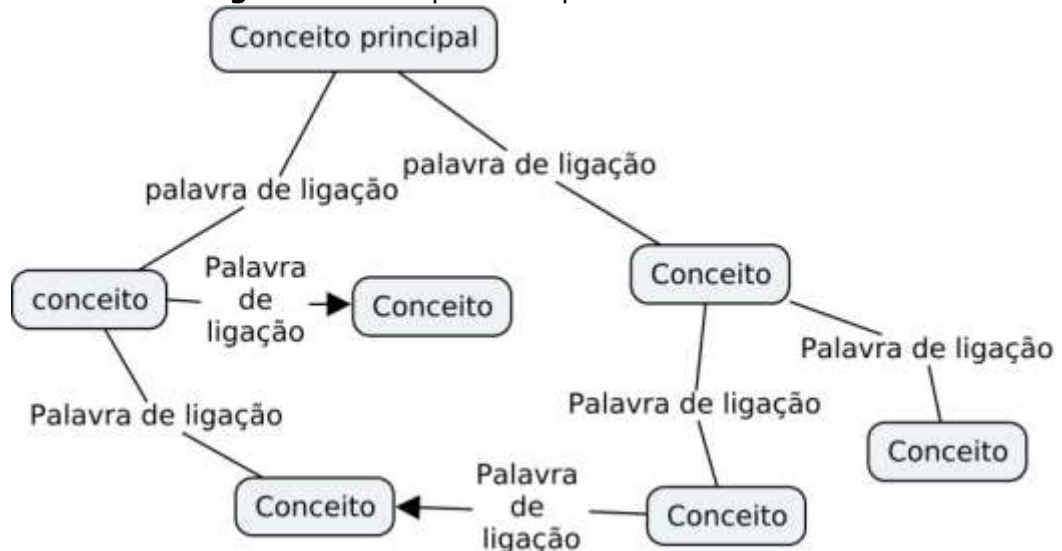 Conceito principal
palavra de ligação
palavra de ligação
conceito
Palavra
de
ligação
Conceito
Conceito
Palavra de ligação
Palavra de ligação
Palavra de ligação
Conceito
Conceito
Palavra
de
ligação
Conceito